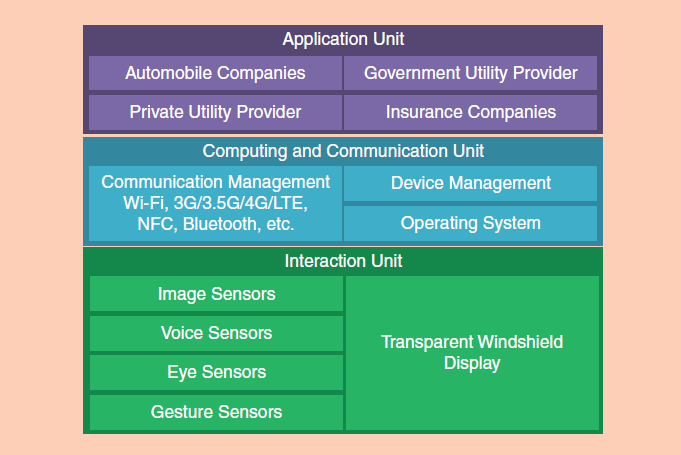 Application Unit
Automobile Companies
Government Utility Provider
Private Utility Provider
Insurance Companies
Computing and Communication Unit
Communication Management
Wi-Fi, 3G/3.5G/4G/LTE,
NFC, Bluetooth, etc.
Device Management
Operating System
Interaction Unit
Image Sensors
Voice Sensors
Eye Sensors
Gesture Sensors
Transparent Windshield
Display